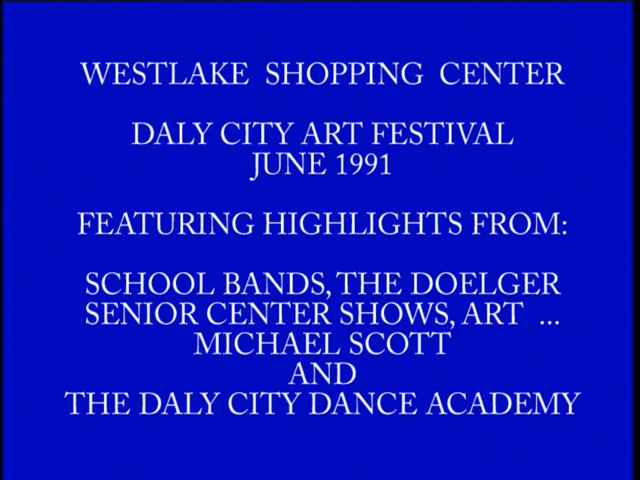 WESTLAKE SHOPPING CENTER
DALY CITY ART FESTIVAL
JUNE 1991
FEATURING HIGHLIGHTS FROM:
SCHOOL BANDS, THE DOELGER
SENIOR CENTER SHOWS, ART ...
MICHAEL SCOTT
AND
THE DALY CITY DANCE ACADEMY